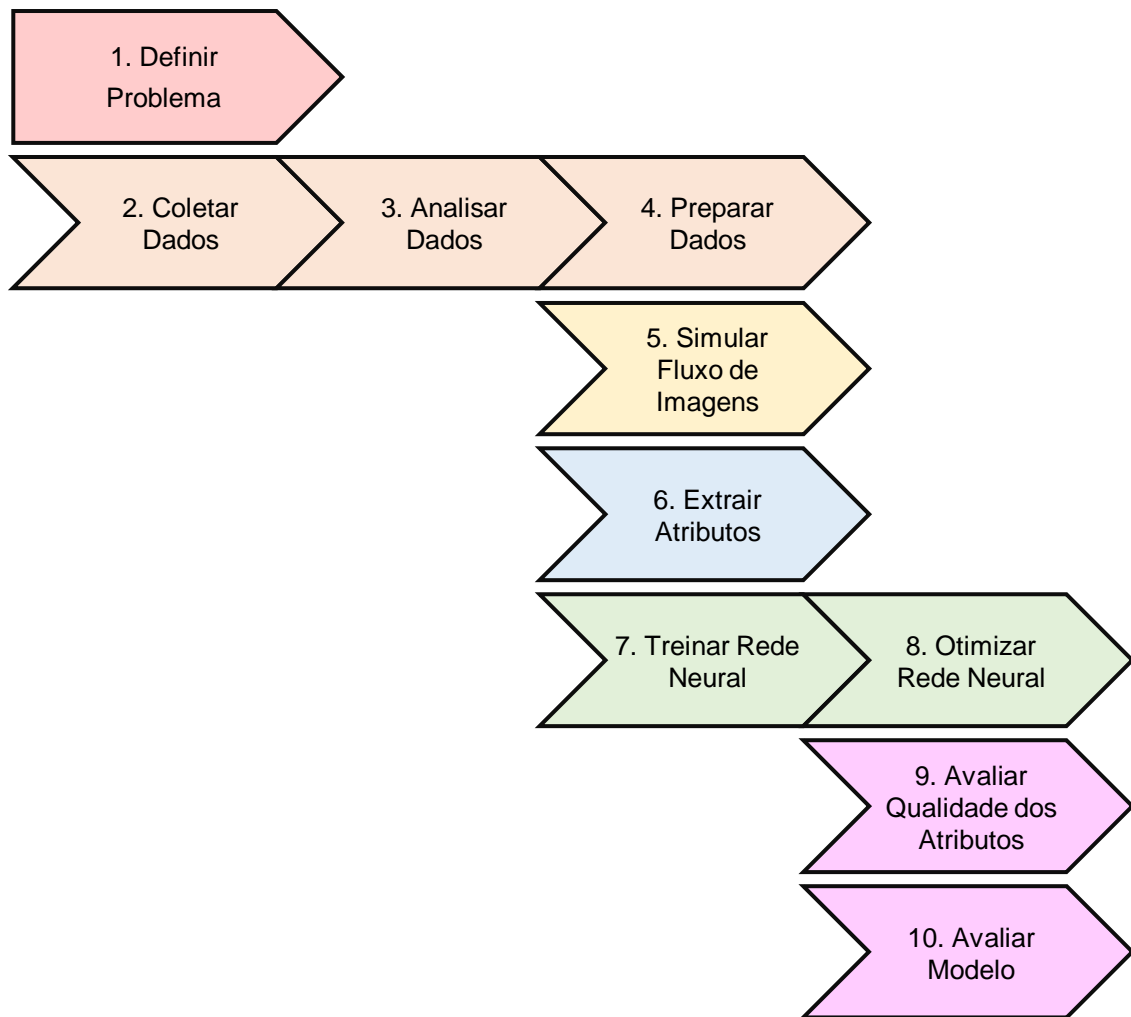 1. Definir
Problema
2. Coletar
Dados
3. Analisar
Dados
4. Preparar
Dados
5. Simular
Fluxo de
Imagens
6. Extrair
Atributos
7. Treinar Rede
Neural
8. Otimizar
Rede Neural
9. Avaliar
Qualidade dos
Atributos
10. Avaliar
Modelo